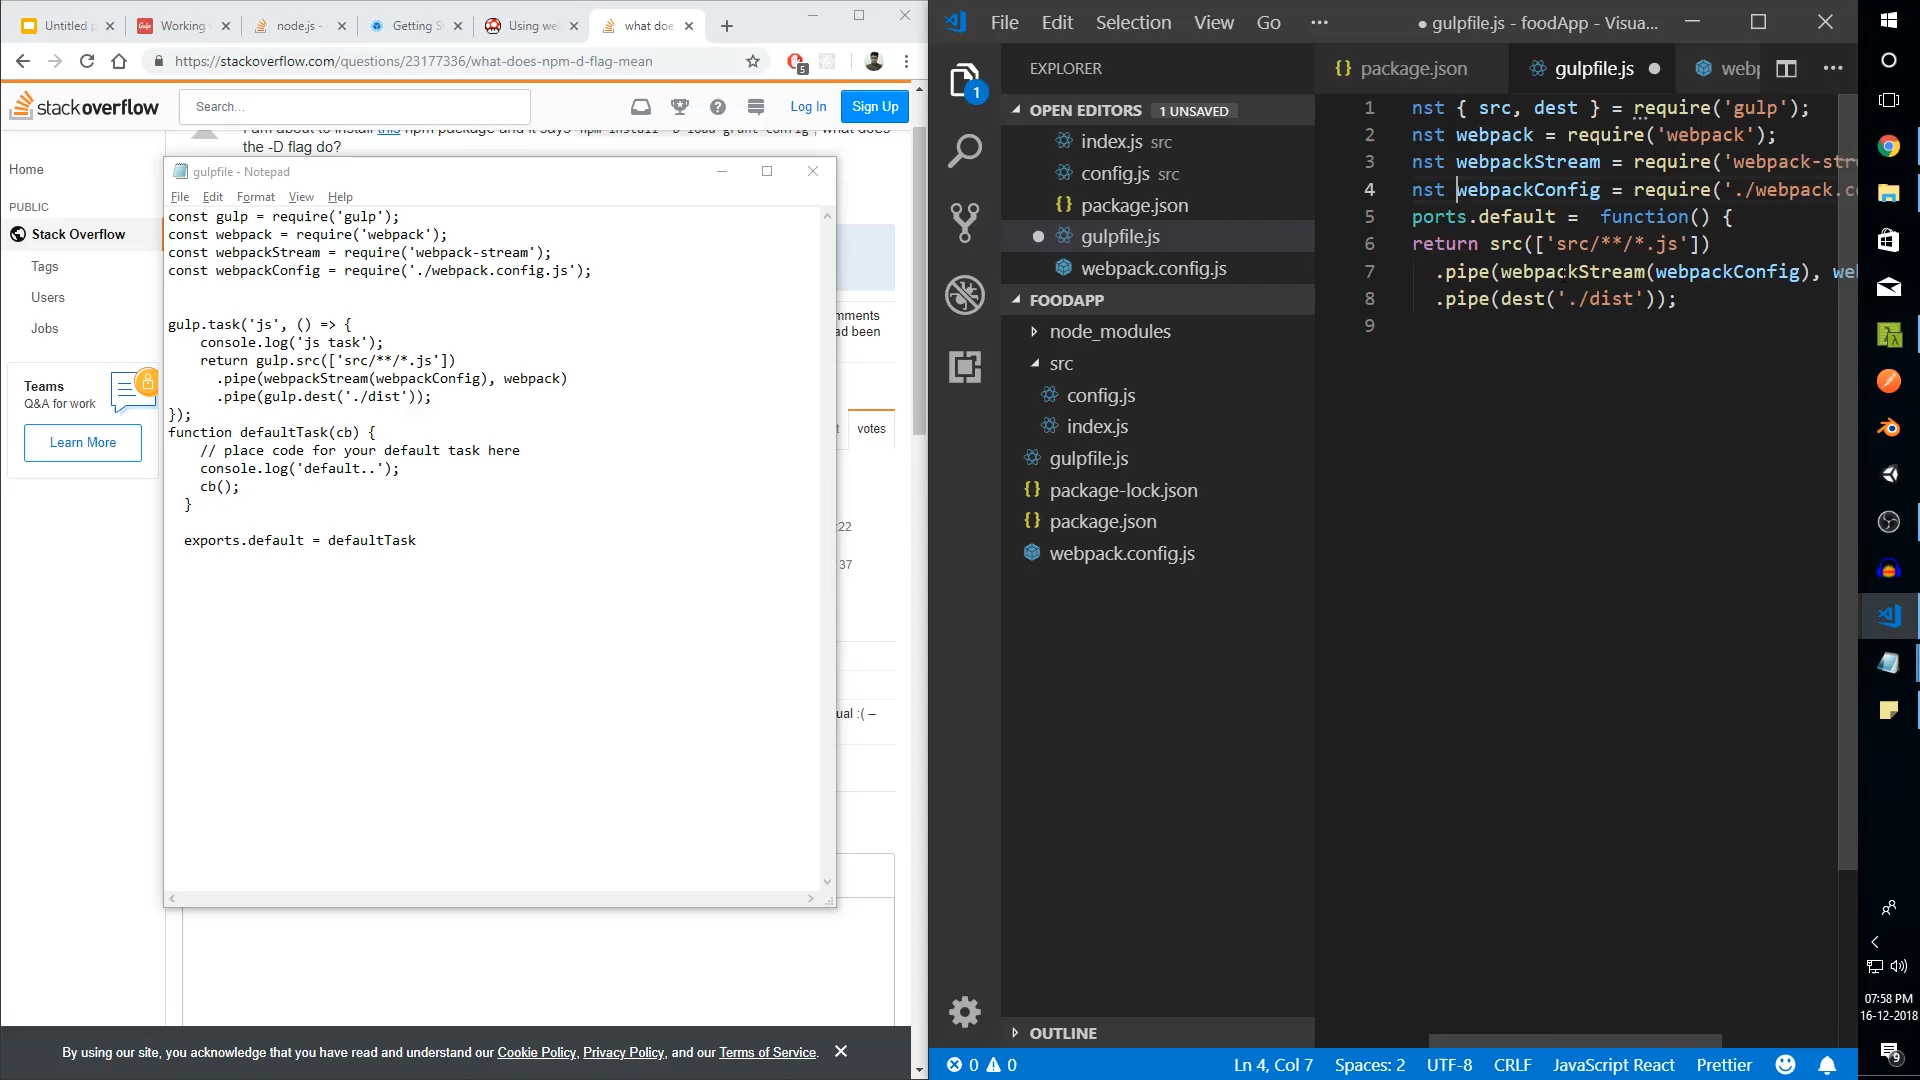 Untitled p
Working
node.js -
Getting S
Using we
what doe
https://stackoverflow.com/questions/23177336/what-does-npm-d-flag-mean
5
stackoverflow
Search...
Log In
Sign Up
I am about to install this npm package and it says `npm install -D load-grunt-config`, what does
the -D flag do?
Home
PUBLIC
Stack Overflow
Tags
Users
Jobs
Teams
Q&A for work
Learn More
gulpfile - Notepad
File Edit Format View Help
const gulp = require('gulp');
const webpack = require('webpack');
const webpackStream = require('webpack-stream');
const webpackConfig = require('./webpack.config.js');
gulp.task('js', () => {
console.log('js task');
return gulp.src(['src/**/*.js'])
.pipe(webpackStream(webpackConfig), webpack)
.pipe(gulp.dest('./dist'));
});
function defaultTask(cb) {
// place code for your default task here
console.log('default..');
cb();
}
exports.default = defaultTask
mments
ad been
t
votes
:22
37
ual :( –
By using our site, you acknowledge that you have read and understand our Cookie Policy, Privacy Policy, and our Terms of Service.
File Edit Selection View Go ···
● gulpfile.js - foodApp - Visua...
1
EXPLORER
OPEN EDITORS 1 UNSAVED
index.js src
config.js src
package.json
gulpfile.js
webpack.config.js
FOODAPP
node_modules
src
config.js
index.js
gulpfile.js
package-lock.json
package.json
webpack.config.js
OUTLINE
package.json
gulpfile.js
webp
1 nst { src, dest } = require('gulp');
2 nst webpack = require('webpack');
3 nst webpackStream = require('webpack-stre
4 nst webpackConfig = require('./webpack.co
5 ports.default = function() {
6 return src(['src/**/*.js'])
7 .pipe(webpackStream(webpackConfig), we
8 .pipe(dest('./dist'));
9
0 0
Ln 4, Col 7
Spaces: 2
UTF-8
CRLF
JavaScript React
Prettier
07:58 PM
16-12-2018
9